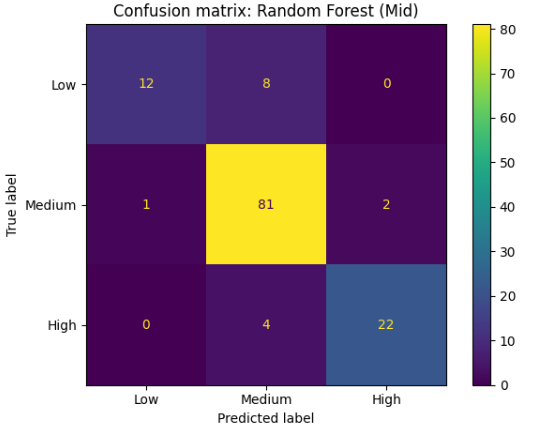 Confusion matrix: Random Forest (Mid)
True label
Low
12 8 0
Medium
1 81 2
High
0 4 22
Low Medium High
Predicted label
80
70
60
50
40
30
20
10
0